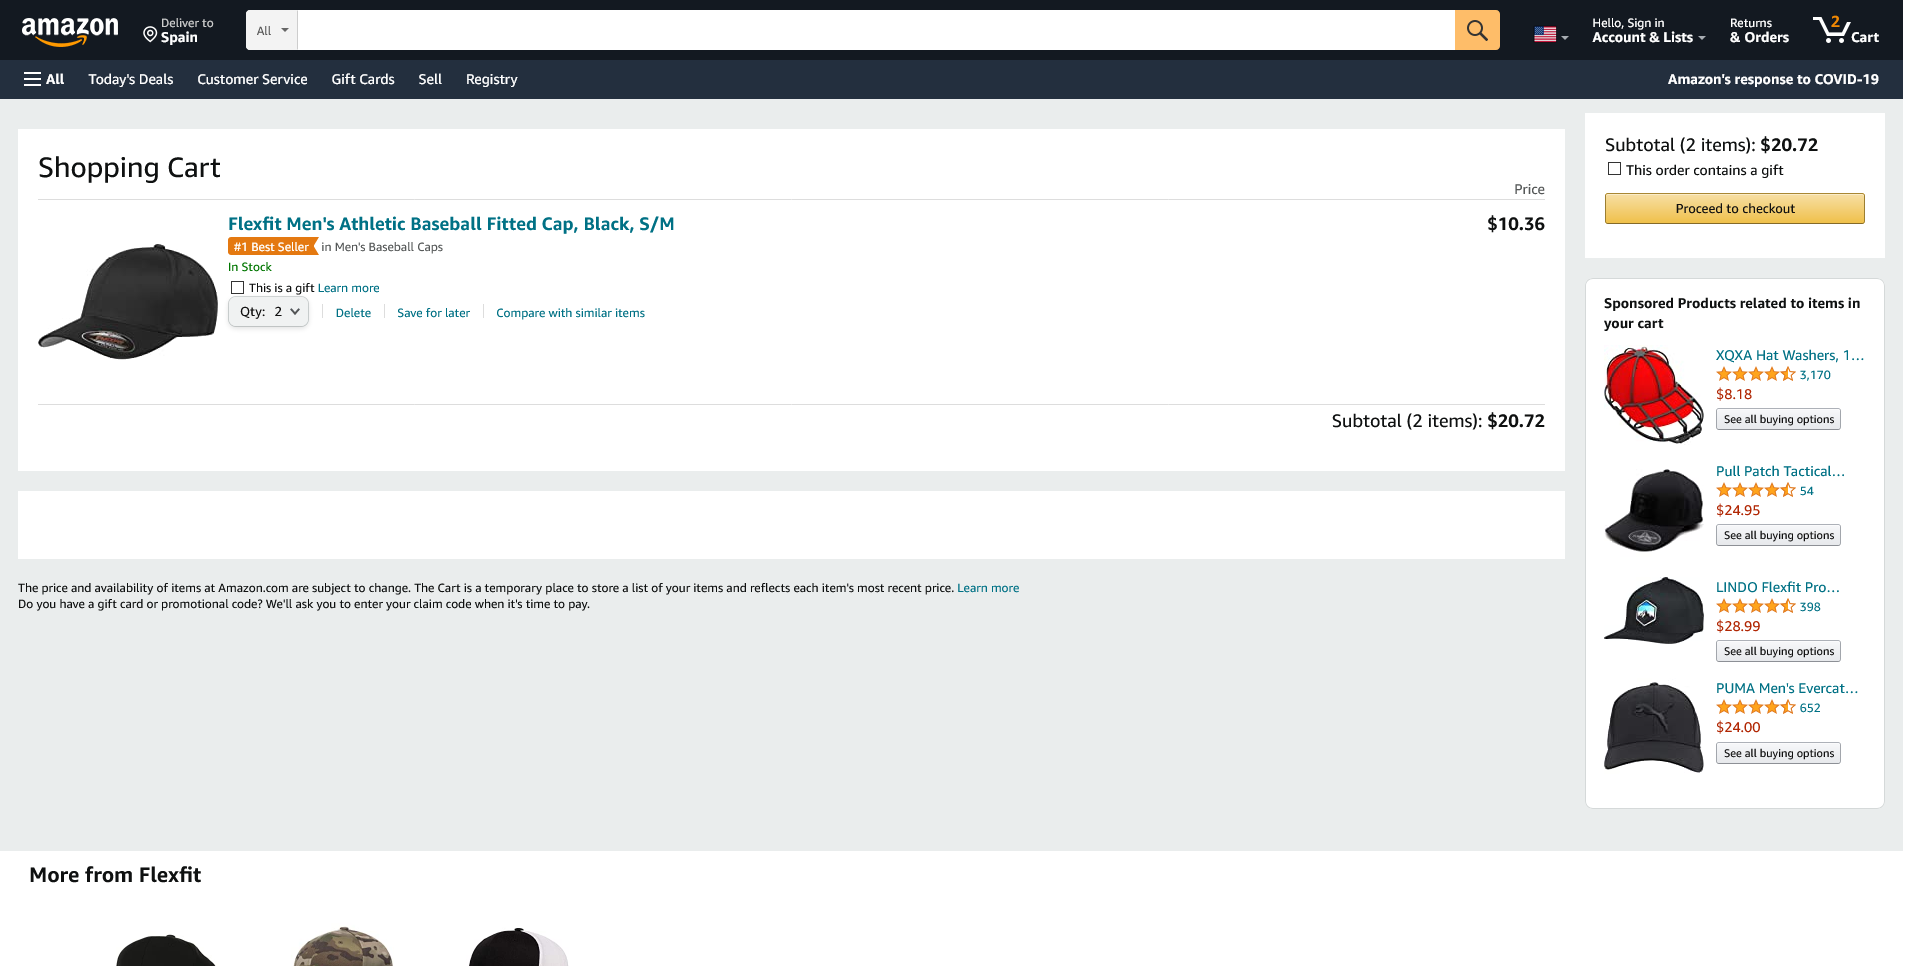 amazon
Deliver to
Spain
All
Hello, Sign in
Account & Lists
Returns
& Orders
2
Cart
All
Today's Deals
Customer Service
Gift Cards
Sell
Registry
Amazon's response to COVID-19
Shopping Cart
Price
Flexfit Men's Athletic Baseball Fitted Cap, Black, S/M
$10.36
#1 Best Seller in Men's Baseball Caps
In Stock
This is a gift Learn more
Qty: 2
Delete
Save for later
Compare with similar items
Subtotal (2 items): $20.72
The price and availability of items at Amazon.com are subject to change. The Cart is a temporary place to store a list of your items and reflects each item's most recent price. Learn more
Do you have a gift card or promotional code? We'll ask you to enter your claim code when it's time to pay.
Subtotal (2 items): $20.72
This order contains a gift
Proceed to checkout
Sponsored Products related to items in
your cart
XQXA Hat Washers, 1…
3,170
$8.18
See all buying options
Pull Patch Tactical…
54
$24.95
See all buying options
LINDO Flexfit Pro…
398
$28.99
See all buying options
PUMA Men's Evercat…
652
$24.00
See all buying options
More from Flexfit